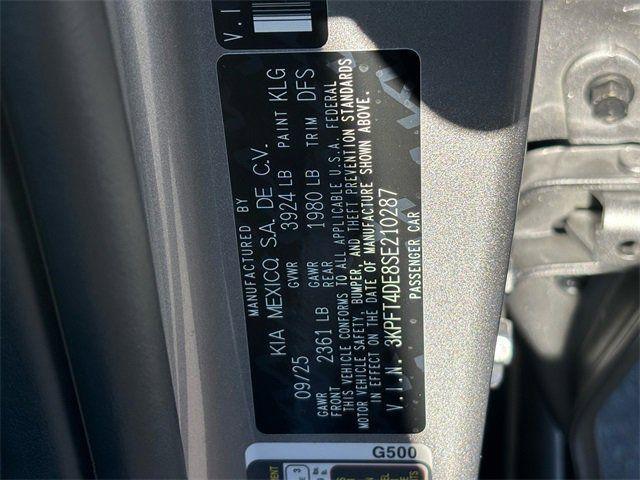 V.I
MANUFACTURED BY
KIA MEXICO, S.A. DE C.V.
09/25 GVWR 3924 LB PAINT KLG
GAWR FRONT 2361 LB GAWR REAR 1980 LB TRIM DFS
THIS VEHICLE CONFORMS TO ALL APPLICABLE U.S.A. FEDERAL
MOTOR VEHICLE SAFETY, BUMPER, AND THEFT PREVENTION STANDARDS
IN EFFECT ON THE DATE OF MANUFACTURE SHOWN ABOVE.
V.I.N. 3KPFT4DE8SE210287
PASSENGER CAR
G500
3